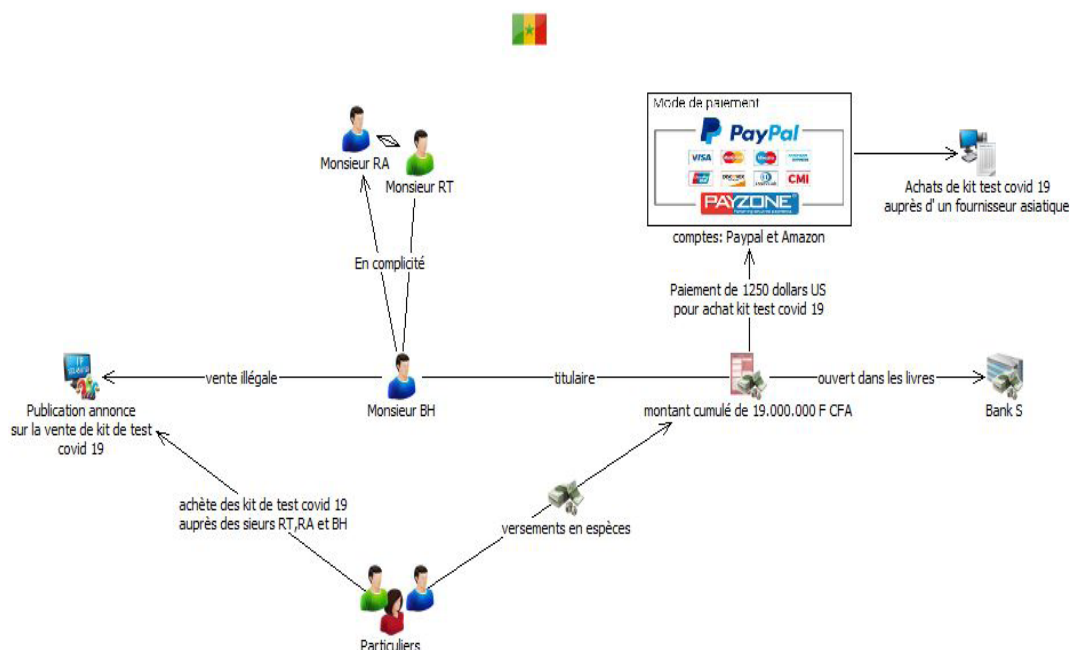 Mode de paiement
PayPal
VISA
DISCOVER
CMI
PAYZONE
comptes: Paypal et Amazon
Achats de kit test covid 19
auprès d' un fournisseur asiatique
Monsieur RA
Monsieur RT
En complicité
Paiement de 1250 dollars US
pour achat kit test covid 19
IP
vente illégale
Monsieur BH
titulaire
montant cumulé de 19.000.000 F CFA
ouvert dans les livres
Bank S
Publication annonce
sur la vente de kit de test
covid 19
achète des kit de test covid 19
auprès des sieurs RT,RA et BH
versements en espèces
Particuliers